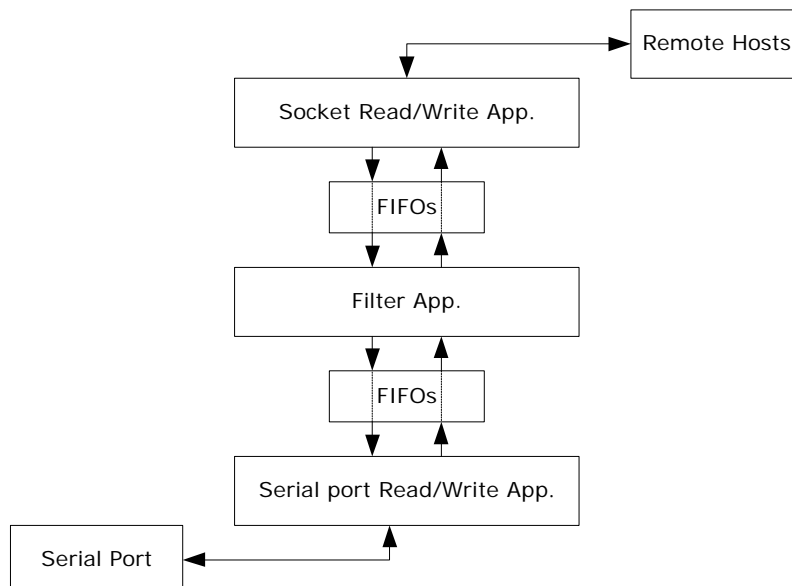 Remote Hosts
Socket Read/Write App.
FIFOs
Filter App.
FIFOs
Serial port Read/Write App.
Serial Port